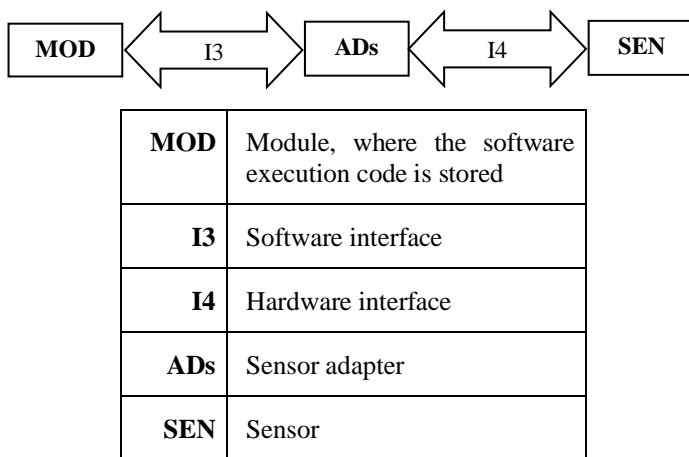 MOD I3 ADs I4 SEN
MOD Module, where the software
execution code is stored
I3 Software interface
I4 Hardware interface
ADs Sensor adapter
SEN Sensor